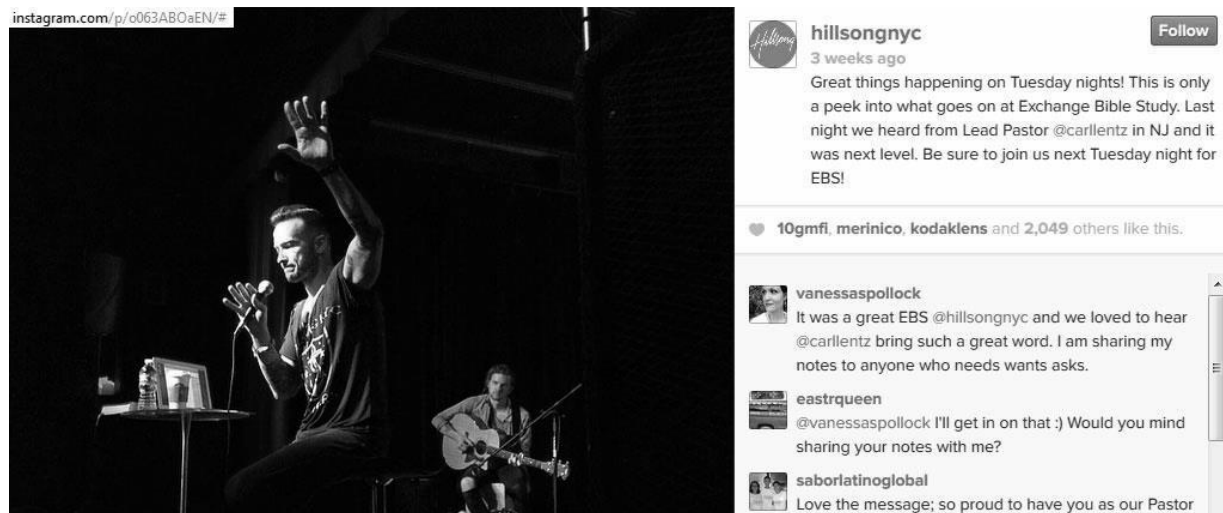 instagram.com/p/o063ABOaEN/#
Hillsong
hillsongnyc
Follow
3 weeks ago
Great things happening on Tuesday nights! This is only
a peek into what goes on at Exchange Bible Study. Last
night we heard from Lead Pastor @carllentz in NJ and it
was next level. Be sure to join us next Tuesday night for
EBS!
10gmfi, merinico, kodaklens and 2,049 others like this.
vanessaspollock
It was a great EBS @hillsongnyc and we loved to hear
@carllentz bring such a great word. I am sharing my
notes to anyone who needs wants asks.
eastrqueen
@vanessaspollock I'll get in on that :) Would you mind
sharing your notes with me?
saborlatinoglobal
Love the message; so proud to have you as our Pastor